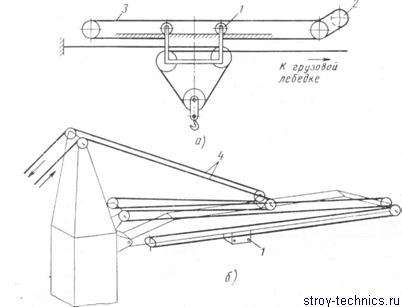 3
1
2
К грузовой
лебедке
а)
4
1
б)
stroy-technics.ru